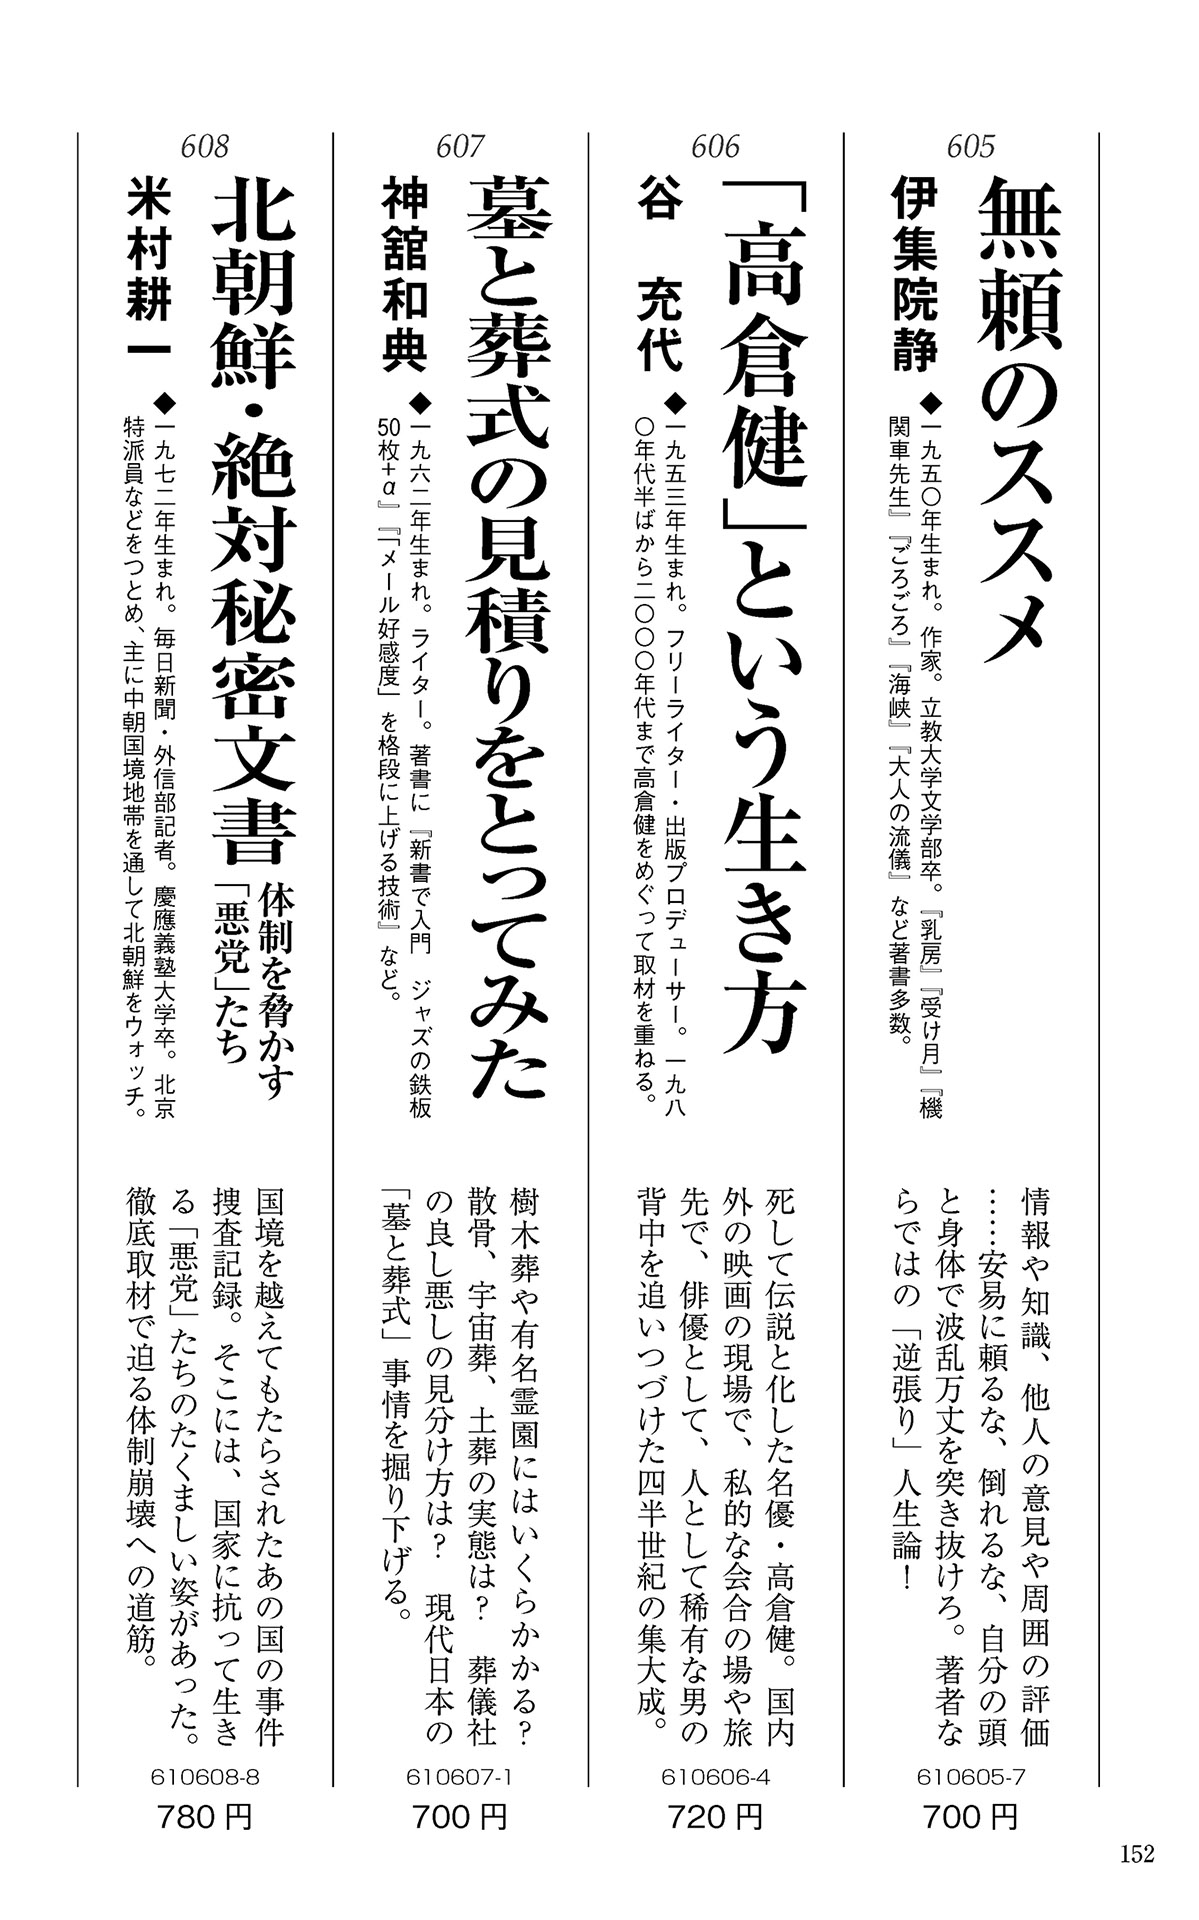 605
無頼のススメ
伊集院静
◆一九五〇年生まれ。作家。立教大学文学部卒。『乳房』『受け月』『機
関車先生』『ごろごろ』『海峡』『大人の流儀』など著書多数。
情報や知識、他人の意見や周囲の評価
……安易に頼るな、倒れるな、自分の頭
と身体で波乱万丈を突き抜けろ。著者な
らではの「逆張り」人生論！
610605-7
700円
606
「高倉健」という生き方
谷　充代
◆一九五三年生まれ。フリーライター・出版プロデューサー。一九八
〇年代半ばから二〇〇〇年代まで高倉健をめぐって取材を重ねる。
死して伝説と化した名優・高倉健。国内
外の映画の現場で、私的な会合の場や旅
先で、俳優として、人として稀有な男の
背中を追いつづけた四半世紀の集大成。
610606-4
720円
607
墓と葬式の見積りをとってみた
神舘和典
◆一九六二年生まれ。ライター。著書に『新書で入門　ジャズの鉄板
50枚+α』『「メール好感度」を格段に上げる技術』など。
樹木葬や有名霊園にはいくらかかる？
散骨、宇宙葬、土葬の実態は？　葬儀社
の良し悪しの見分け方は？　現代日本の
「墓と葬式」事情を掘り下げる。
610607-1
700円
608
北朝鮮・絶対秘密文書
体制を脅かす
「悪党」たち
米村耕一
◆一九七二年生まれ。毎日新聞・外信部記者。慶應義塾大学卒。北京
特派員などをつとめ、主に中朝国境地帯を通して北朝鮮をウォッチ。
国境を越えてもたらされたあの国の事件
捜査記録。そこには、国家に抗って生き
る「悪党」たちのたくましい姿があった。
徹底取材で迫る体制崩壊への道筋。
610608-8
780円
152